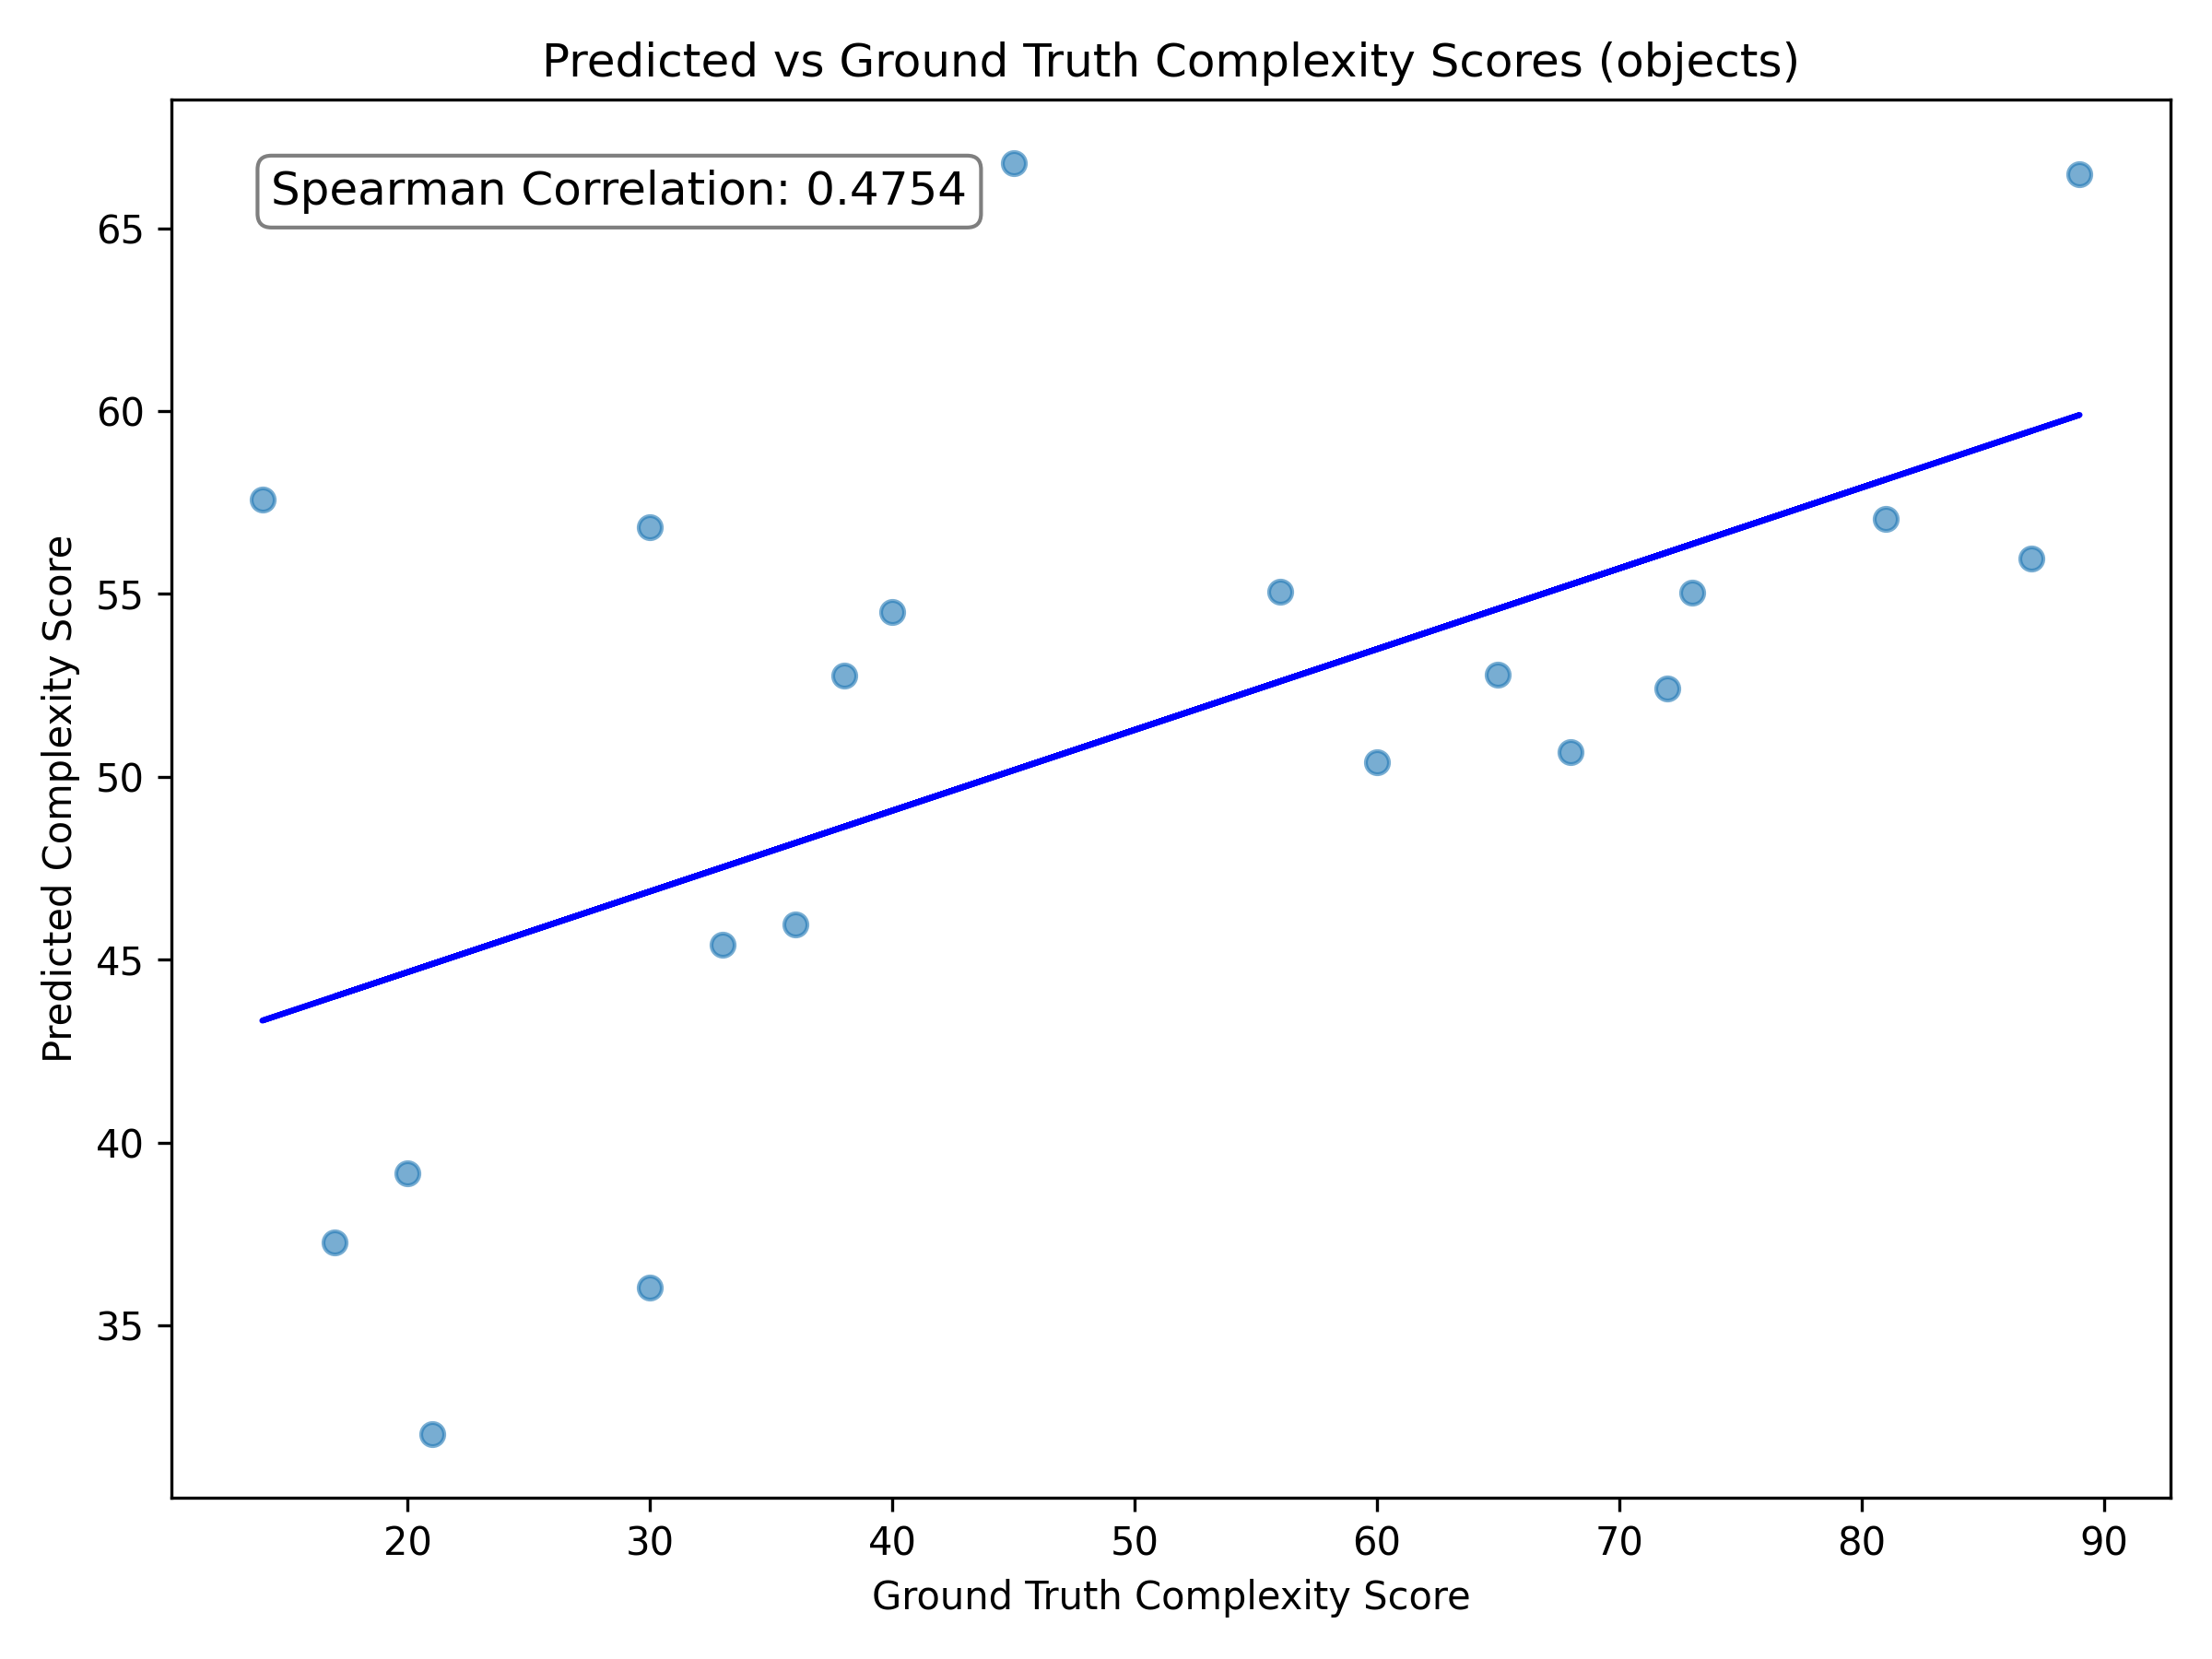 Predicted vs Ground Truth Complexity Scores (objects)
Spearman Correlation: 0.4754
65
60
55
50
45
40
35
Predicted Complexity Score
20 30 40 50 60 70 80 90
Ground Truth Complexity Score